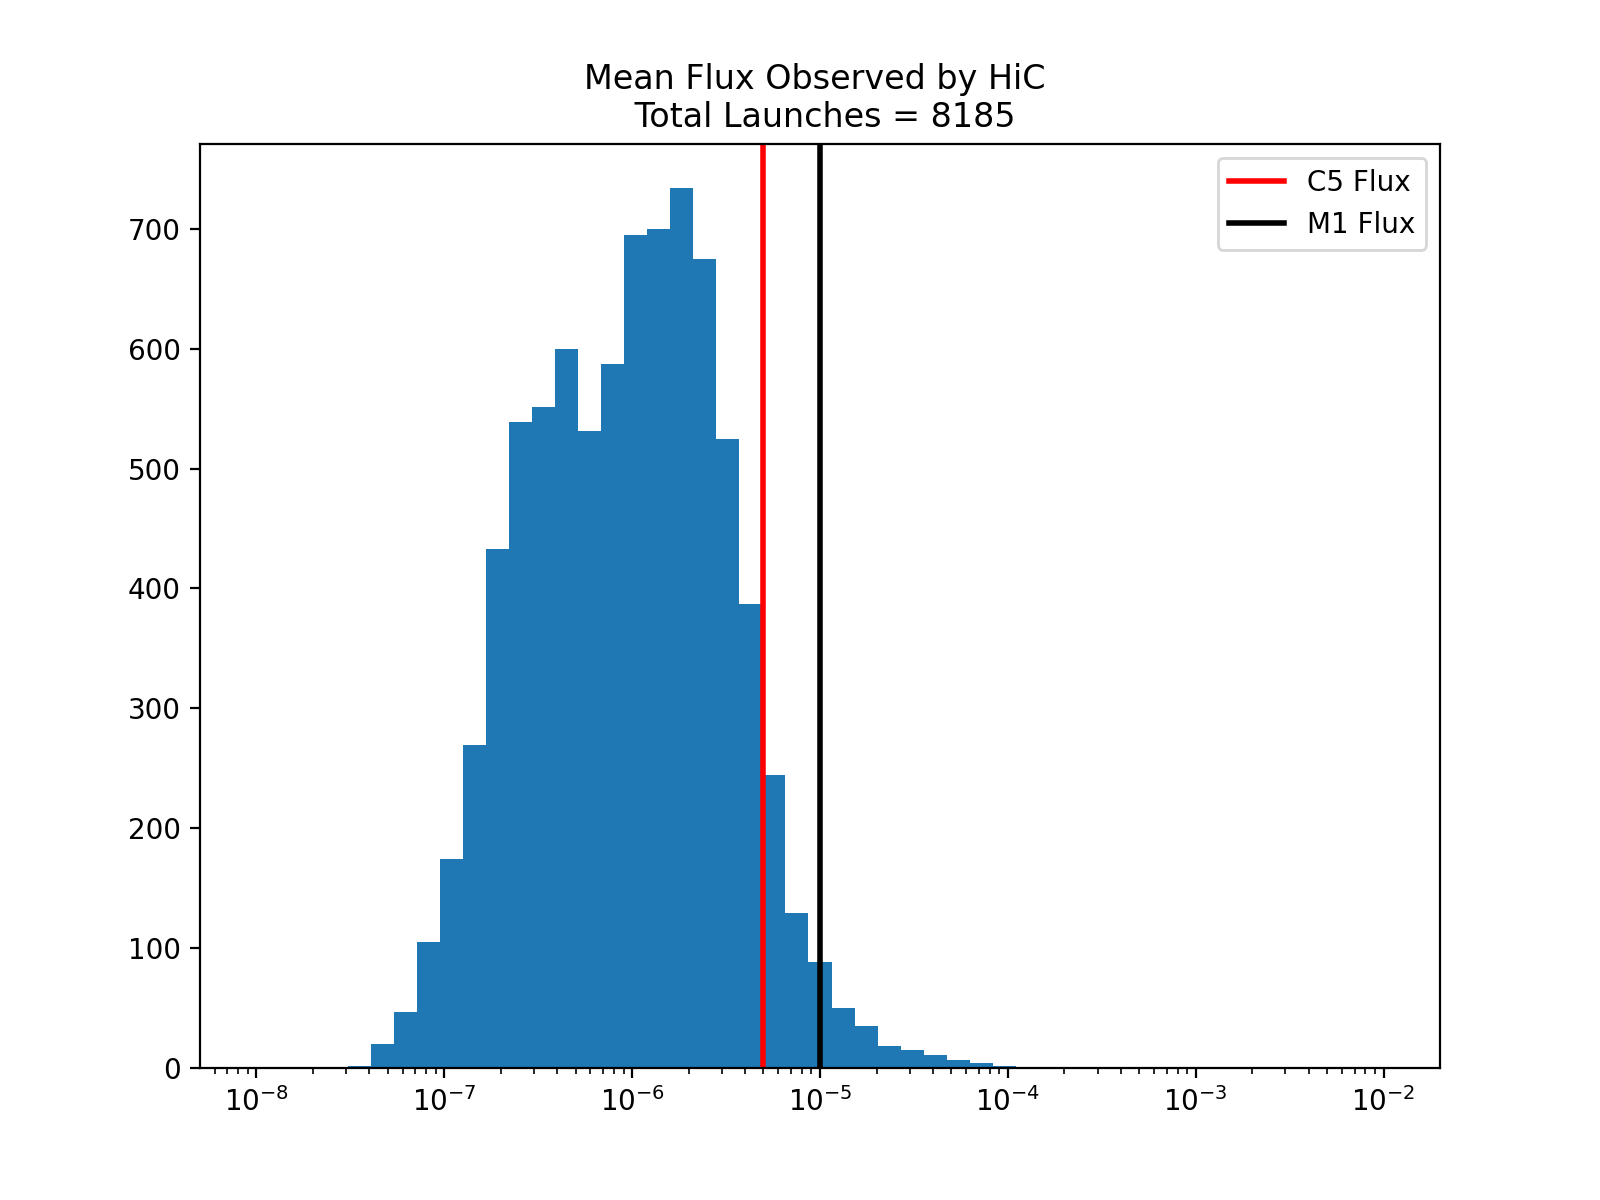 Mean Flux Observed by HiC
Total Launches = 8185
C5 Flux
M1 Flux
700
600
500
400
300
200
100
0
10⁻⁸ 10⁻⁷ 10⁻⁶ 10⁻⁵ 10⁻⁴ 10⁻³ 10⁻²